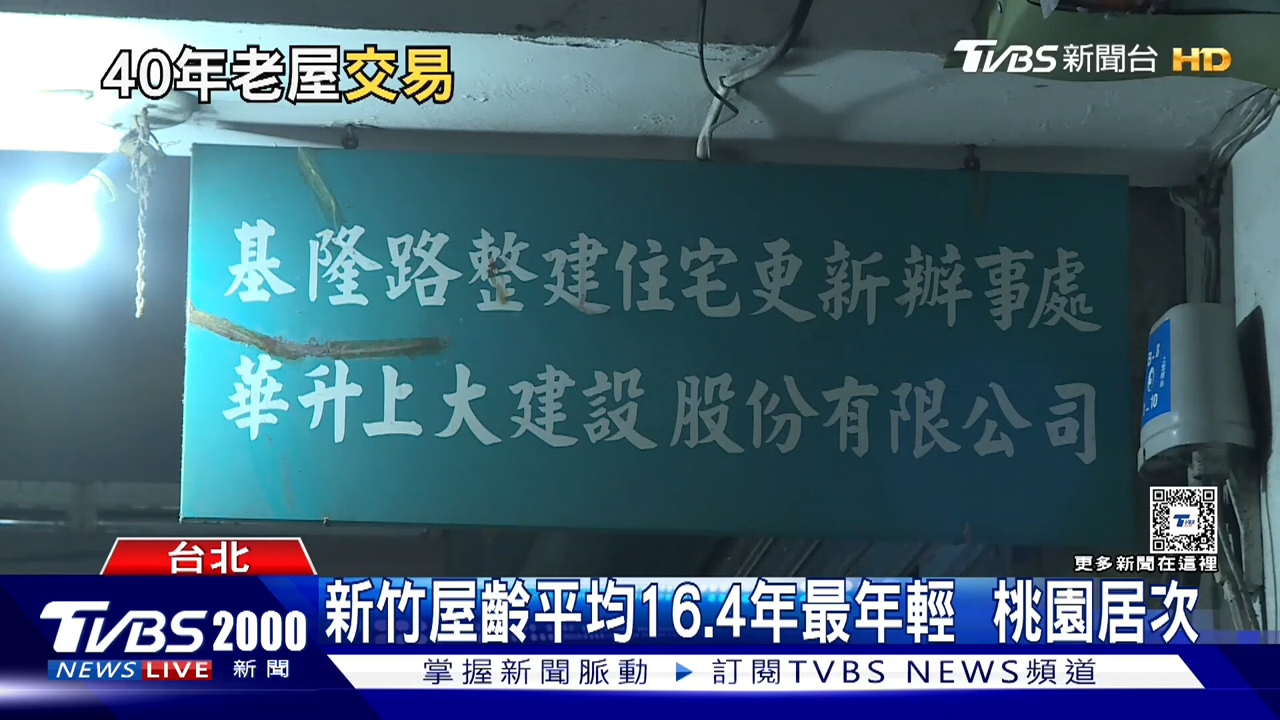 40年老屋交易
TVBS新聞台 HD
基隆路整建住宅更新辦事處
華升上大建設股份有限公司
更多新聞在這裡
台北
新竹屋齡平均16.4年最年輕 桃園居次
TVBS 2000
NEWS LIVE 新聞
掌握新聞脈動 ▶ 訂閱TVBS NEWS頻道